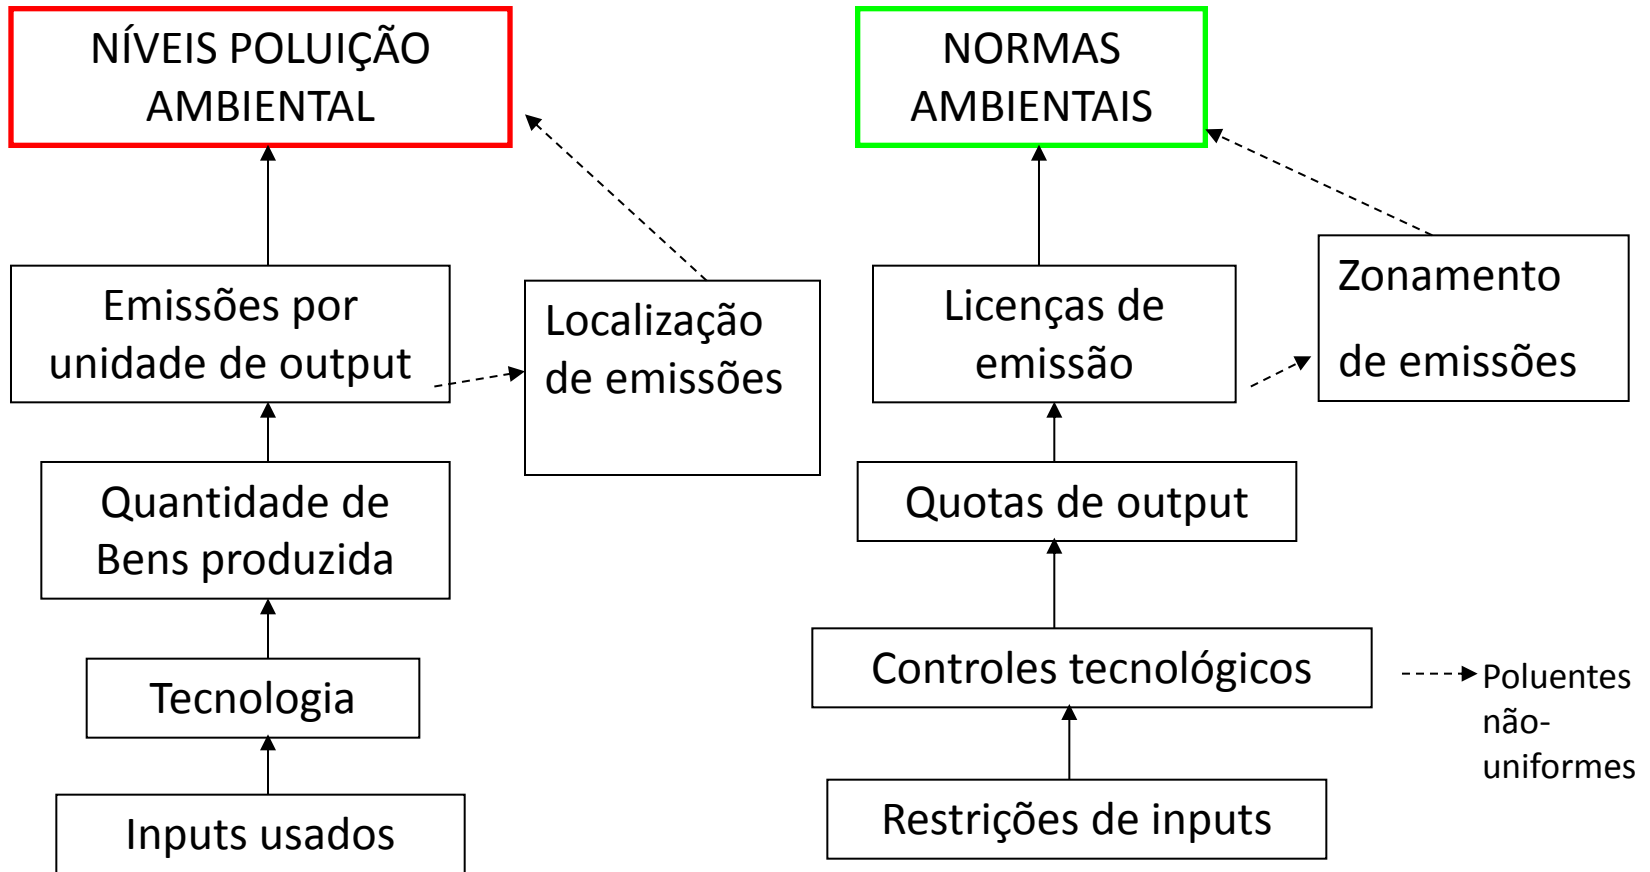 NÍVEIS POLUIÇÃO
AMBIENTAL
Emissões por
unidade de output
Localização
de emissões
Quantidade de
Bens produzida
Tecnologia
Inputs usados
NORMAS
AMBIENTAIS
Licenças de
emissão
Zonamento
de emissões
Quotas de output
Controles tecnológicos
Restrições de inputs
Poluentes
não-
uniformes